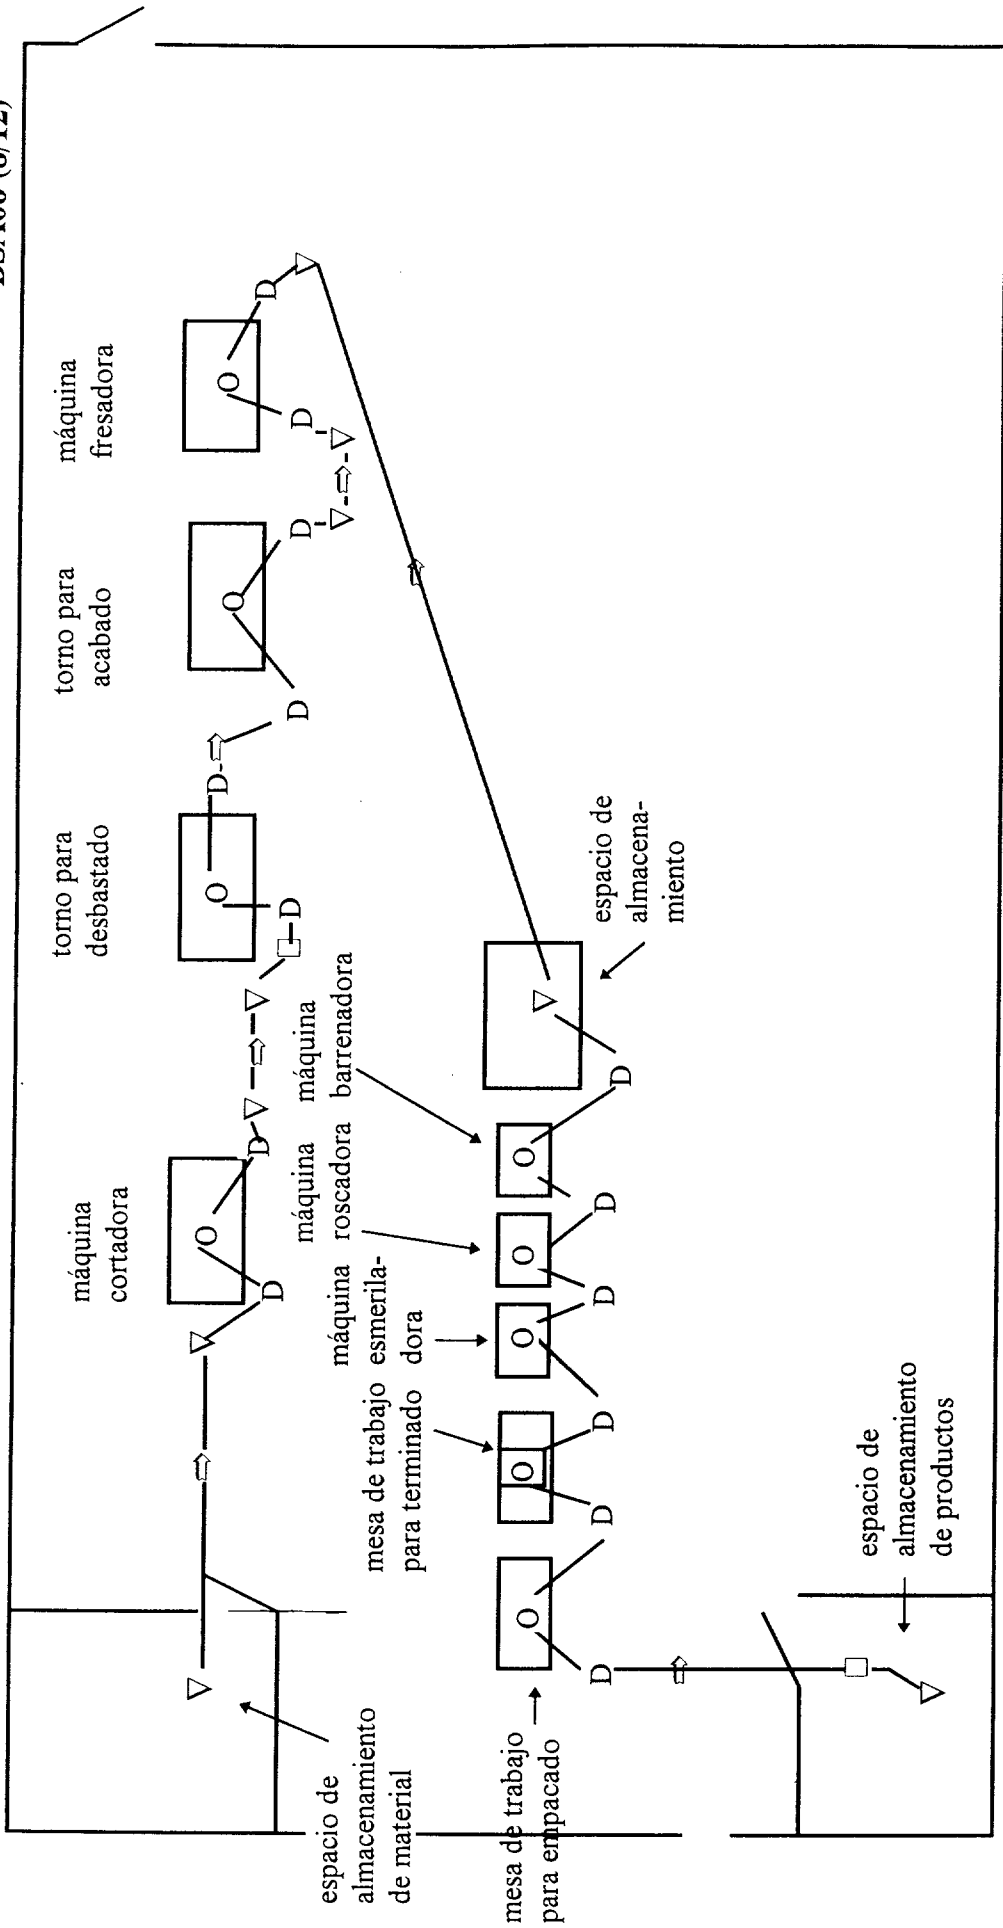 máquina
fresadora
torno para
acabado
torno para
desbastado
máquina
cortadora
máquina
barrenadora
máquina
roscadora
máquina
esmerila-
dora
mesa de trabajo
para terminado
espacio de
almacena-
miento
espacio de
almacenamiento
de productos
espacio de
almacenamiento
de material
mesa de trabajo
para empacado
D
D
D
D
D
D
D
D
D
D
D
D
D
D
O
O
O
O
O
O
O
O
O